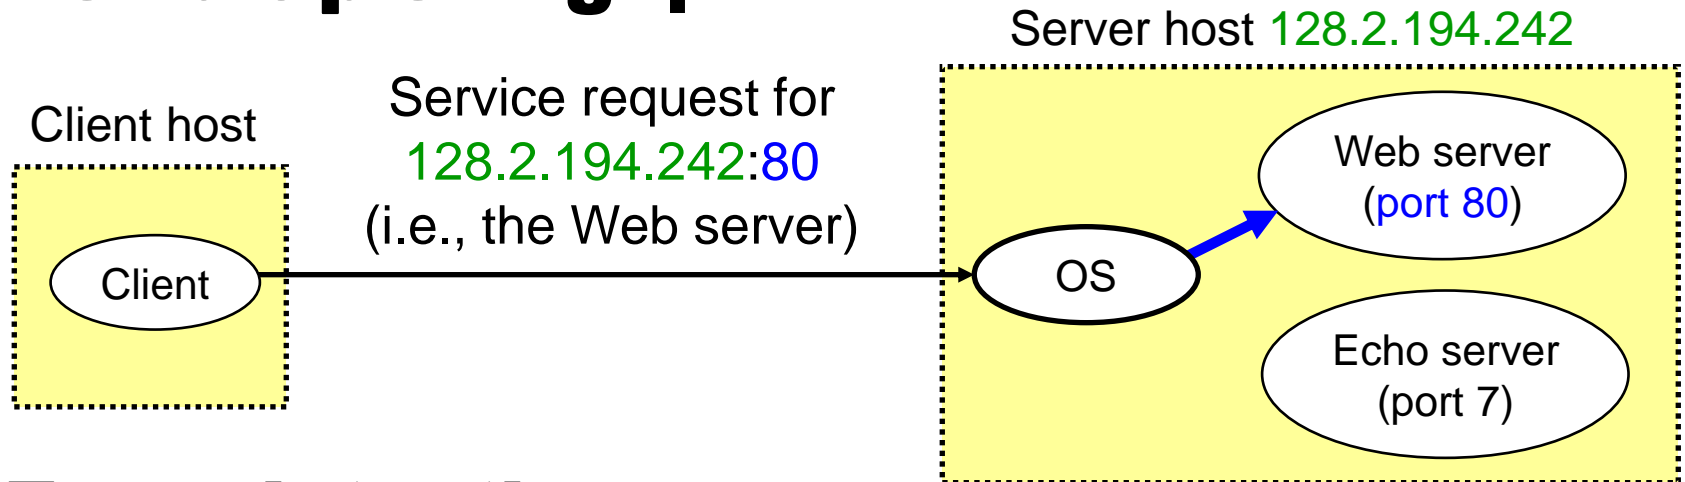 Server host 128.2.194.242
Client host
Service request for
128.2.194.242:80
(i.e., the Web server)
Client
OS
Web server
(port 80)
Echo server
(port 7)